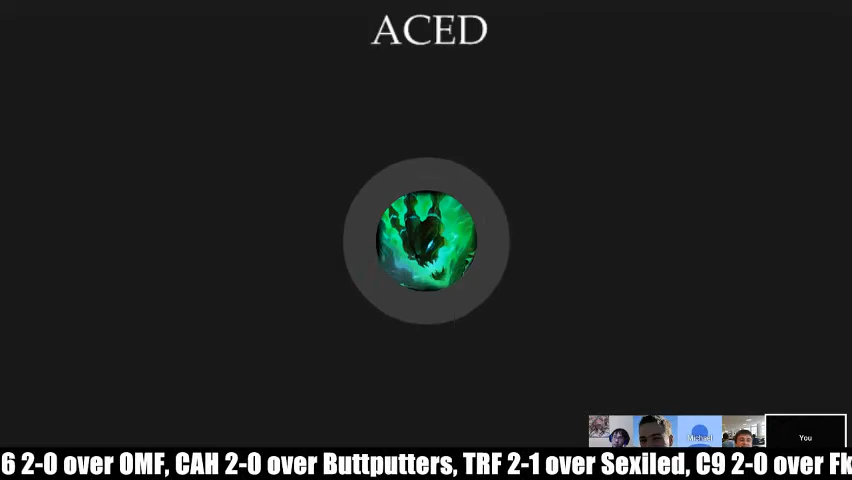 ACED
Michael
You
6 2-0 over OMF, CAH 2-0 over Buttputters, TRF 2-1 over Sexiled, C9 2-0 over Fk